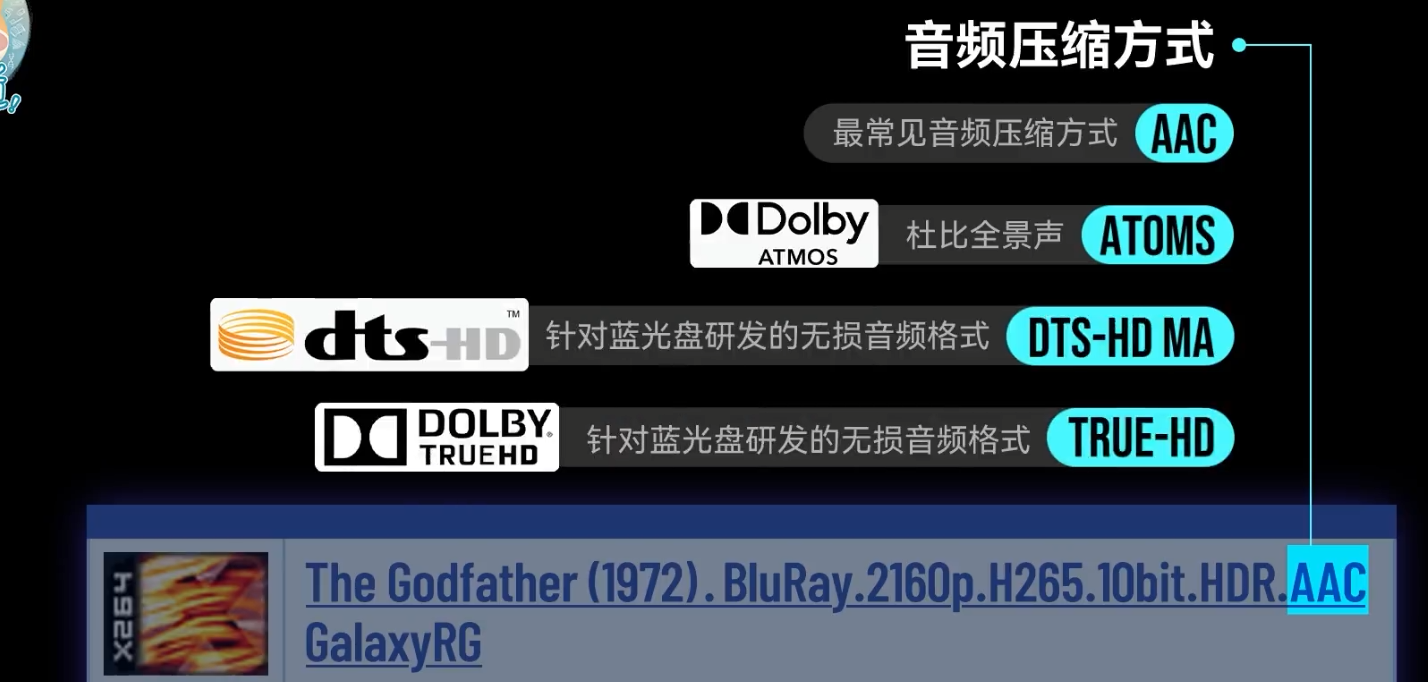 音频压缩方式
最常见音频压缩方式 AAC
Dolby ATMOS 杜比全景声 ATOMS
dts-HD™ 针对蓝光盘研发的无损音频格式 DTS-HD MA
DOLBY® TRUEHD 针对蓝光盘研发的无损音频格式 TRUE-HD
X264
The Godfather (1972). BluRay.2160p.H265.10bit.HDR.AAC
GalaxyRG